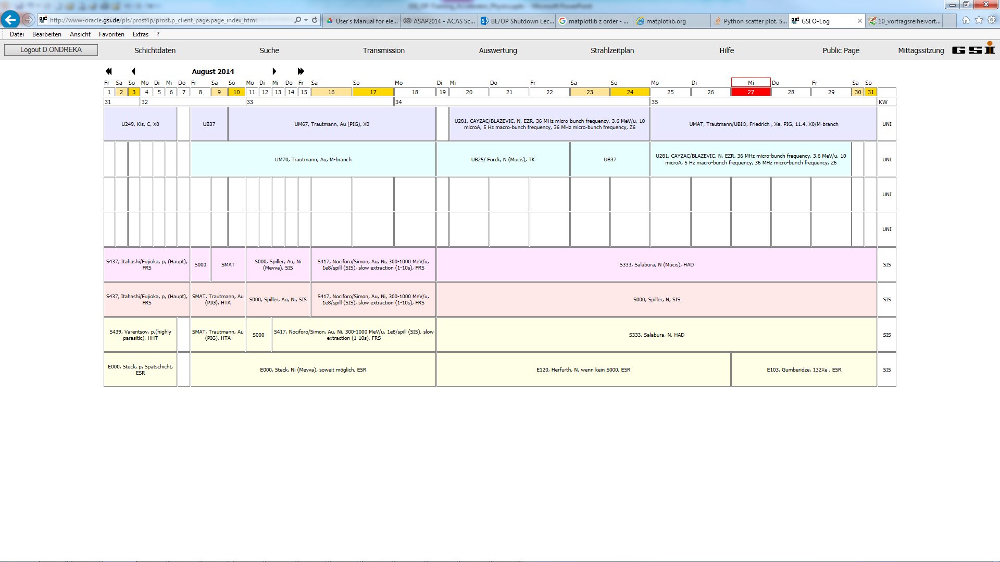 http://www-oracle.gsi.de/pls/prost4p/prost.p_client_page.page_index_html
User's Manual for ele...
ASAP2014 - ACAS Sc...
BE/OP Shutdown Lec...
matplotlib z order - ...
matplotlib.org
Python scatter plot. S...
GSI O-Log
10_vortragsreihe:vort...
Datei Bearbeiten Ansicht Favoriten Extras ?
Logout D.ONDREKA
Schichtdaten Suche Transmission Auswertung Strahlzeitplan Hilfe Public Page Mittagssitzung GSI
August 2014
Fr Sa So Mo Di Mi Do Fr Sa So Mo Di Mi Do Fr Sa So Mo Di Mi Do Fr Sa So Mo Di Mi Do Fr Sa So
1 2 3 4 5 6 7 8 9 10 11 12 13 14 15 16 17 18 19 20 21 22 23 24 25 26 27 28 29 30 31
31 32 33 34 35 KW
U249, Kis, C, X0
UB37
UM67, Trautmann, Au (PIG), X0
U281, CAYZAC/BLAZEVIC, N, EZR, 36 MHz micro-bunch frequency, 3.6 MeV/u, 10
microA, 5 Hz macro-bunch frequency, 36 MHz micro-bunch frequency, Z6
UMAT, Trautmann/UBIO, Friedrich , Xe, PIG, 11.4, X0/M-branch
UNI
UM70, Trautmann, Au, M-branch
UB25/ Forck, N (Mucis), TK
UB37
U281, CAYZAC/BLAZEVIC, N, EZR, 36 MHz micro-bunch frequency, 3.6 MeV/u, 10
microA, 5 Hz macro-bunch frequency, 36 MHz micro-bunch frequency, Z6
UNI
UNI
UNI
S437, Itahashi/Fujioka, p, (Haupt),
FRS
S000
SMAT
S000, Spiller, Au, Ni
(Mevva), SIS
S417, Nociforo/Simon, Au, Ni, 300-1000 MeV/u,
1e8/spill (SIS), slow extraction (1-10s), FRS
S333, Salabura, N (Mucis), HAD
SIS
S437, Itahashi/Fujioka, p, (Haupt),
FRS
SMAT, Trautmann, Au
(PIG), HTA
S000, Spiller, Au, Ni, SIS
S417, Nociforo/Simon, Au, Ni, 300-1000 MeV/u,
1e8/spill (SIS), slow extraction (1-10s), FRS
S000, Spiller, N, SIS
SIS
S439, Varentsov, p,(highly
parasitic), HHT
SMAT, Trautmann, Au
(PIG), HTA
S000
S417, Nociforo/Simon, Au, Ni, 300-1000 MeV/u, 1e8/spill (SIS), slow
extraction (1-10s), FRS
S333, Salabura, N, HAD
SIS
E000, Steck, p, Spätschicht,
ESR
E000, Steck, Ni (Mevva), soweit möglich, ESR
E120, Herfurth, N, wenn kein S000, ESR
E103, Gumberidze, 132Xe , ESR
SIS